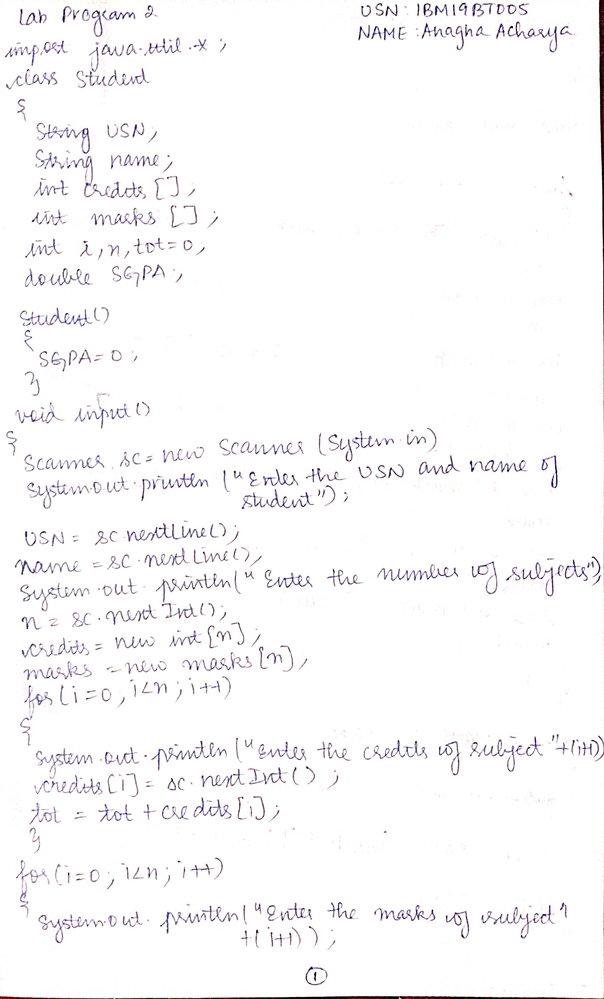 Lab Program 2
USN: 1BM19BT005
NAME: Anagha Acharya
import java.util.*;
class Student
{
String USN;
String name;
int credits [];
int marks [];
int i,n,tot=0;
double SGPA;
Student()
{
SGPA=0;
}
void input()
{
Scanner sc= new Scanner (System.in)
System.out.println ("Enter the USN and name of
student");
USN = sc.nextLine();
name = sc.nextLine();
System.out.println("Enter the number of subjects");
n = sc.nextInt();
credits = new int[n];
marks = new marks[n];
for(i=0; i<n; i++)
{
System.out.println ("Enter the credits of subject "+(i+1))
credits[i] = sc.nextInt();
tot = tot + credits[i];
}
for(i=0; i<n; i++)
{
System.out.println("Enter the marks of subject"
+(i+1));
1